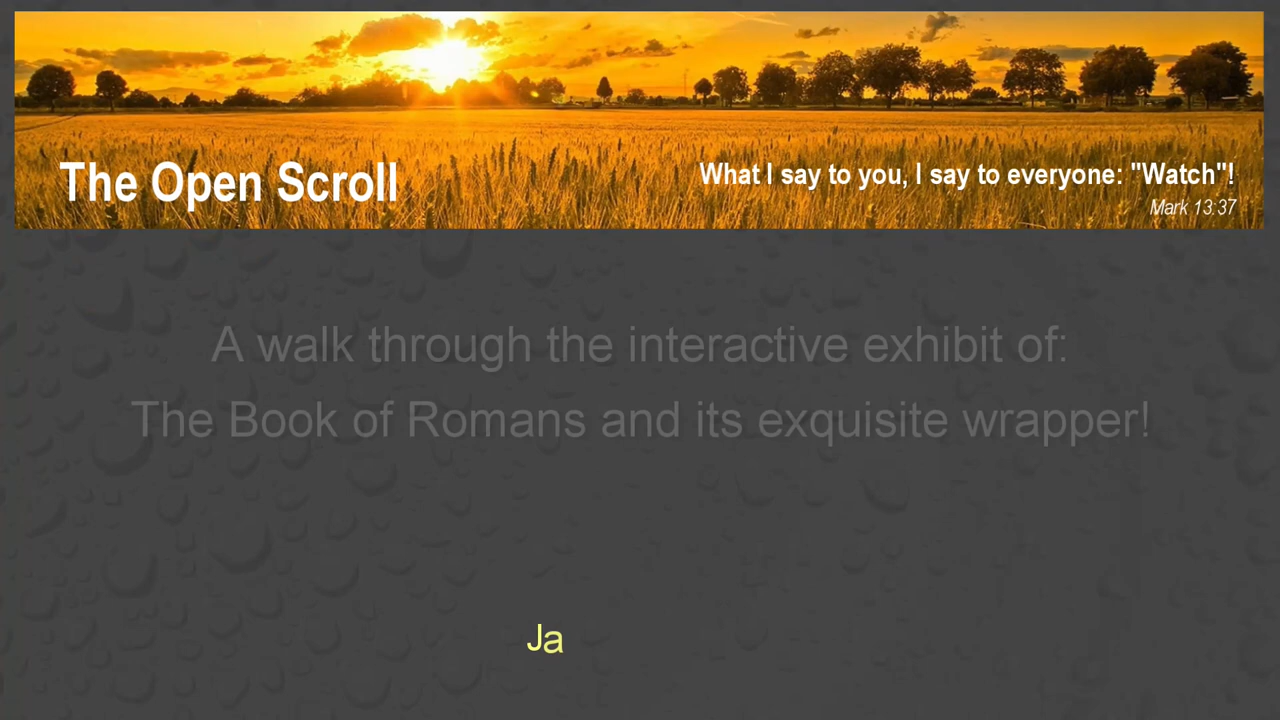 The Open Scroll
What I say to you, I say to everyone: "Watch"!
Mark 13:37
A walk through the interactive exhibit of:
The Book of Romans and its exquisite wrapper!
Ja